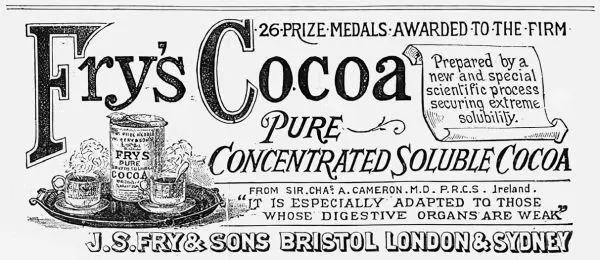 26 PRIZE MEDALS AWARDED TO THE FIRM
Fry's Cocoa
Prepared by a
new and special
scientific process
securing extreme
solubility.
PURE
CONCENTRATED SOLUBLE COCOA
FRYS
PURE
COCOA
FROM SIR. CHAs. A. CAMERON. M.D. P.R.C.S. Ireland.
"IT IS ESPECIALLY ADAPTED TO THOSE
WHOSE DIGESTIVE ORGANS ARE WEAK"
J.S. FRY & SONS BRISTOL LONDON & SYDNEY